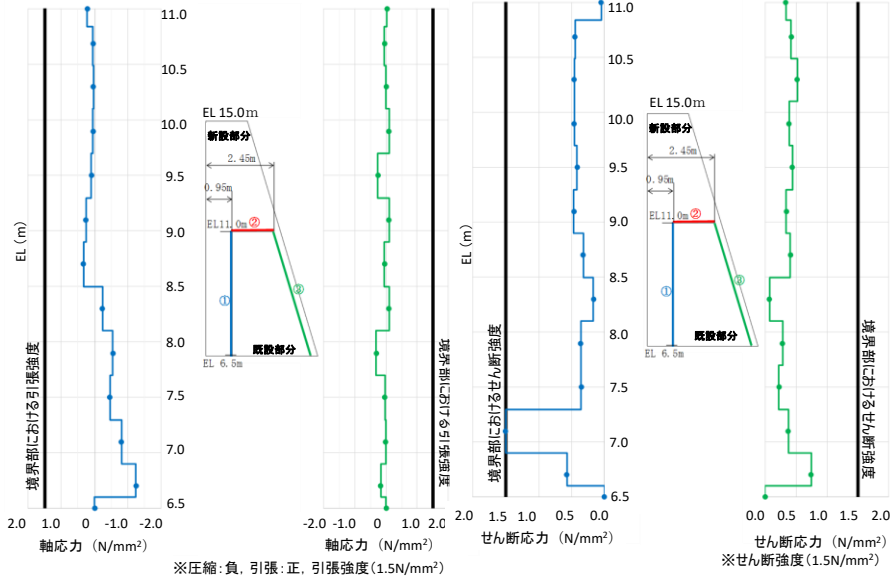 11.0
10.5
10.0
9.5
9.0
8.5
8.0
7.5
7.0
6.5
EL（m）
境界部における引張強度
2.0 1.0 0 -1.0 -2.0
軸応力（N/mm²）
EL 15.0m
新設部分
2.45m
0.95m
EL11.0m
②
①
③
既設部分
EL 6.5m
境界部における引張強度
-2.0 -1.0 0 1.0 2.0
軸応力（N/mm²）
※圧縮：負，引張：正，引張強度（1.5N/mm²）
11.0
10.5
10.0
9.5
9.0
8.5
8.0
7.5
7.0
6.5
EL（m）
境界部におけるせん断強度
2.0 1.5 1.0 0.5 0.0
せん断応力（N/mm²）
EL 15.0m
新設部分
2.45m
0.95m
EL11.0m
②
①
③
既設部分
EL 6.5m
境界部におけるせん断強度
0.0 0.5 1.0 1.5 2.0
せん断応力（N/mm²）
※せん断強度（1.5N/mm²）